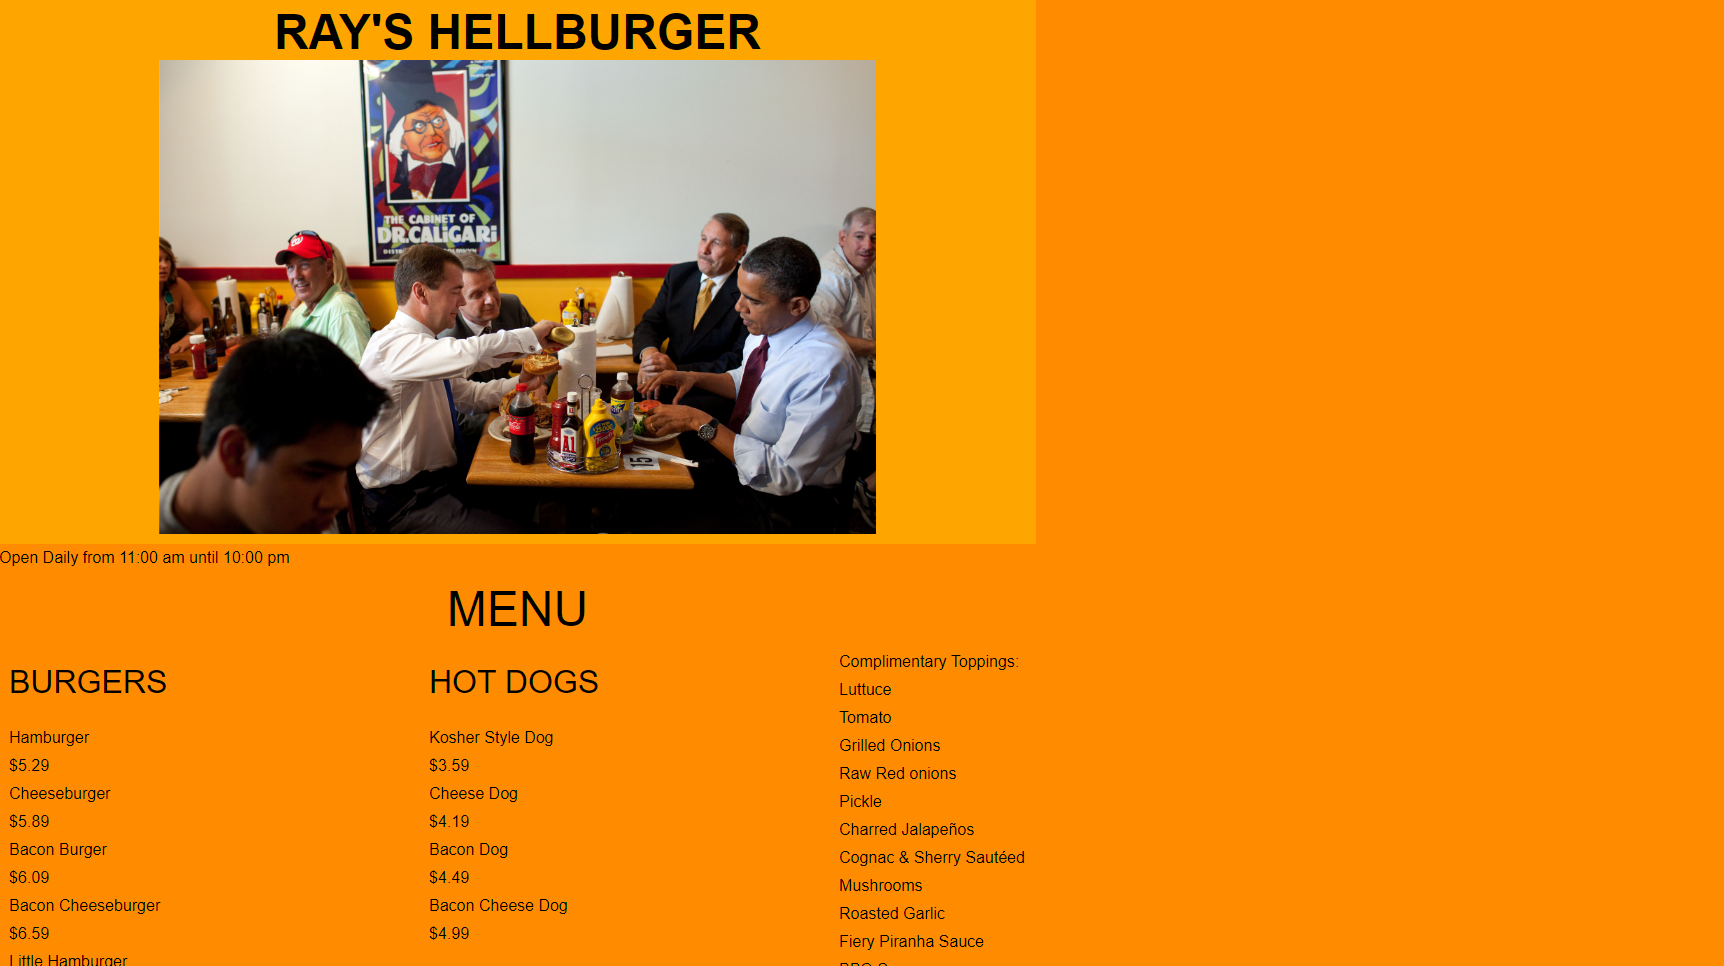 RAY'S HELLBURGER
THE CABINET OF
DR.CALiGARi
A1
15
Open Daily from 11:00 am until 10:00 pm
MENU
BURGERS
Hamburger
$5.29
Cheeseburger
$5.89
Bacon Burger
$6.09
Bacon Cheeseburger
$6.59
Little Hamburger
HOT DOGS
Kosher Style Dog
$3.59
Cheese Dog
$4.19
Bacon Dog
$4.49
Bacon Cheese Dog
$4.99
Complimentary Toppings:
Luttuce
Tomato
Grilled Onions
Raw Red onions
Pickle
Charred Jalapeños
Cognac & Sherry Sautéed
Mushrooms
Roasted Garlic
Fiery Piranha Sauce